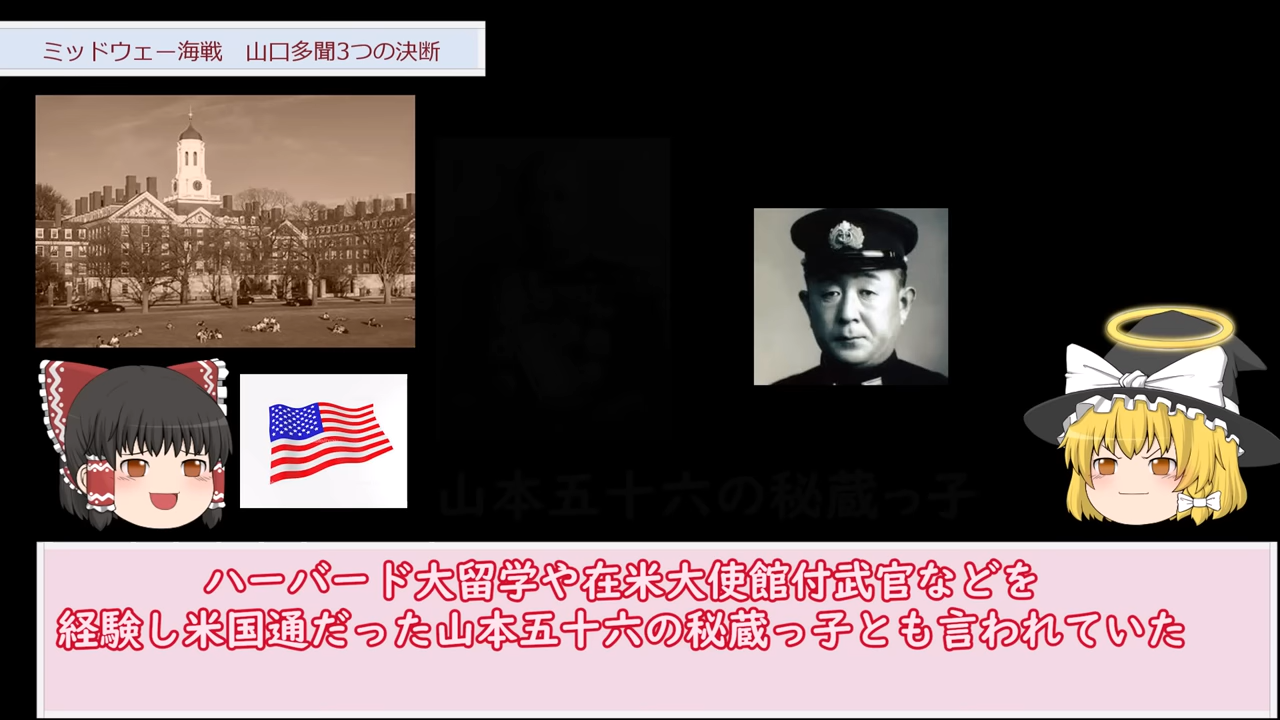 ミッドウェー海戦　山口多聞3つの決断
山本五十六の秘蔵っ子
ハーバード大留学や在米大使館付武官などを
経験し米国通だった山本五十六の秘蔵っ子とも言われていた